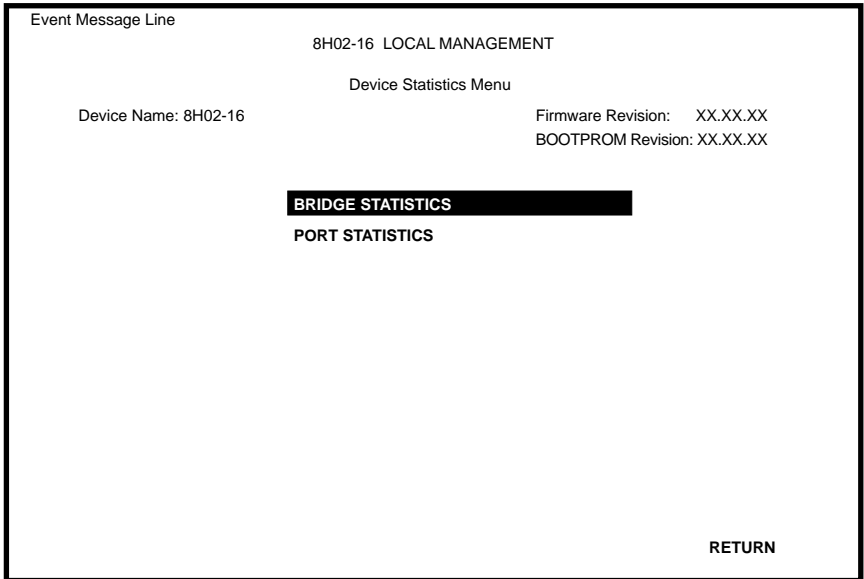 Event Message Line
8H02-16 LOCAL MANAGEMENT
Device Statistics Menu
Device Name: 8H02-16 Firmware Revision: XX.XX.XX
BOOTPROM Revision: XX.XX.XX
BRIDGE STATISTICS
PORT STATISTICS
RETURN